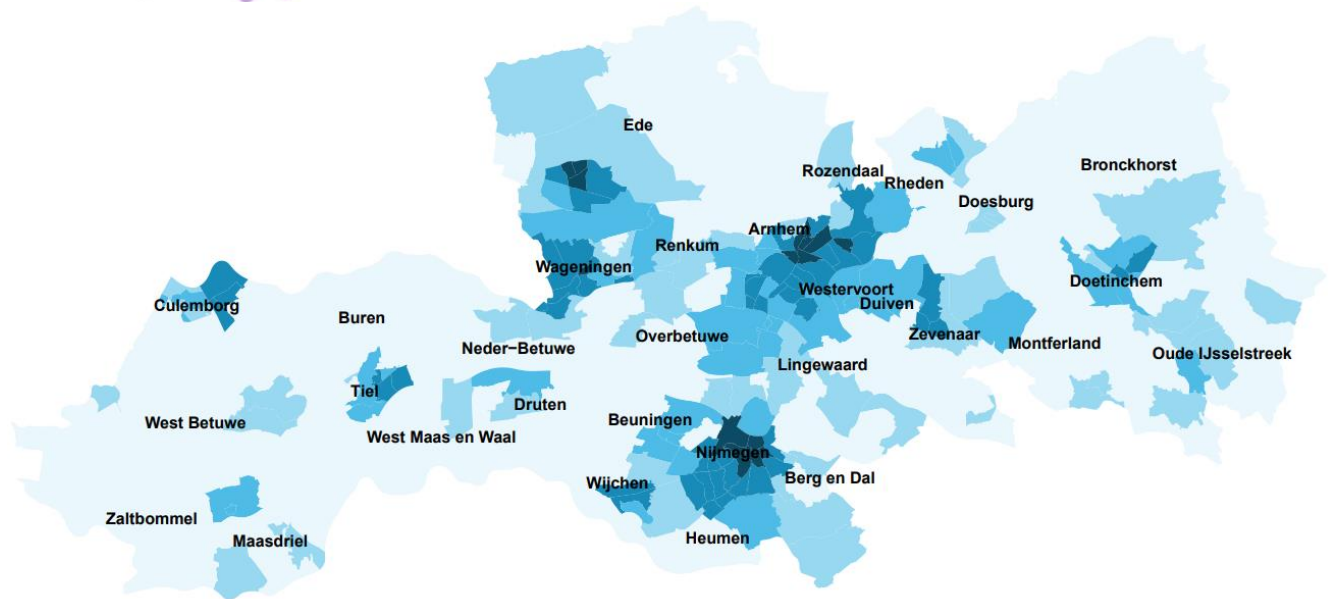 Ede
Bronckhorst
Rozendaal
Rheden
Doesburg
Arnhem
Renkum
Wageningen
Doetinchem
Westervoort
Duiven
Culemborg
Buren
Zevenaar
Overbetuwe
Montferland
Neder−Betuwe
Oude IJsselstreek
Lingewaard
Tiel
Druten
Beuningen
West Betuwe
West Maas en Waal
Nijmegen
Berg en Dal
Wijchen
Zaltbommel
Heumen
Maasdriel